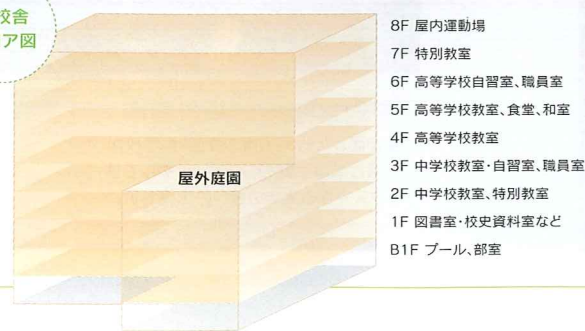 校舎
ア図
8F 屋内運動場
7F 特別教室
6F 高等学校自習室、職員室
5F 高等学校教室、食堂、和室
4F 高等学校教室
3F 中学校教室・自習室、職員室
2F 中学校教室、特別教室
1F 図書室・校史資料室など
B1F プール、部室
屋外庭園